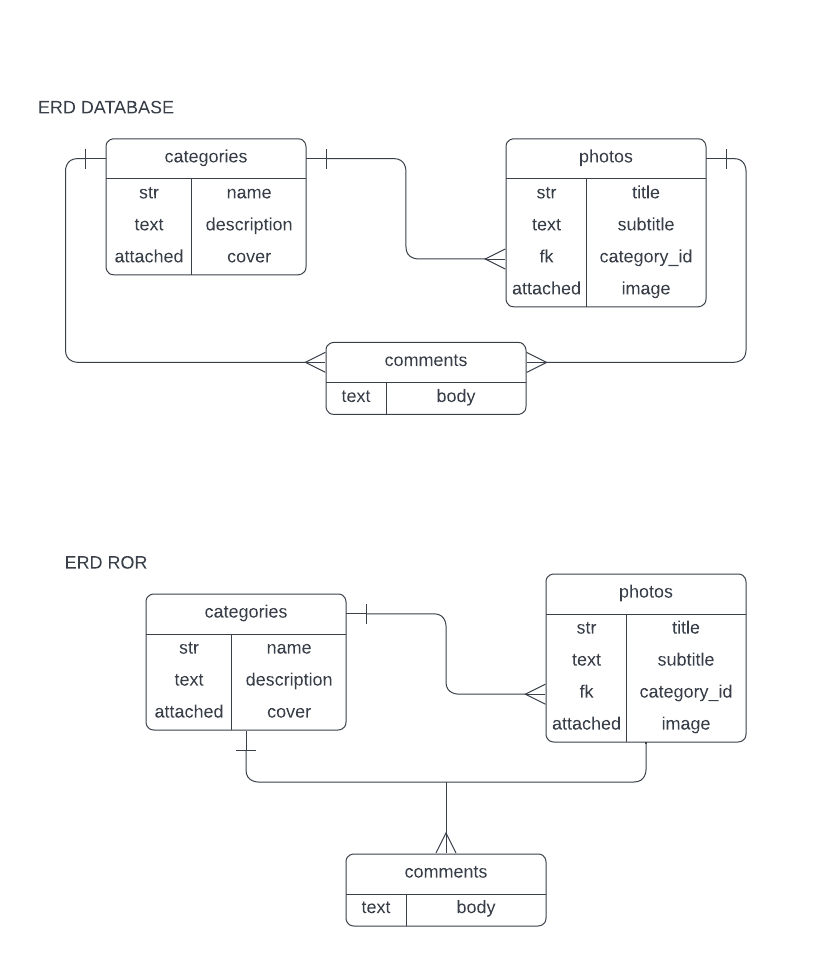 ERD DATABASE
categories
str name
text description
attached cover
photos
str title
text subtitle
fk category_id
attached image
comments
text body
ERD ROR
categories
str name
text description
attached cover
photos
str title
text subtitle
fk category_id
attached image
comments
text body